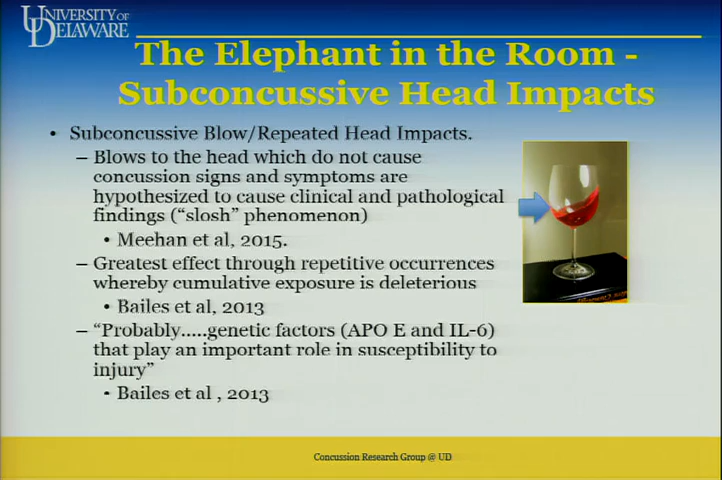 UNIVERSITY OF
DELAWARE
The Elephant in the Room -
Subconcussive Head Impacts
• Subconcussive Blow/Repeated Head Impacts.
– Blows to the head which do not cause
concussion signs and symptoms are
hypothesized to cause clinical and pathological
findings (“slosh” phenomenon)
• Meehan et al, 2015.
– Greatest effect through repetitive occurrences
whereby cumulative exposure is deleterious
• Bailes et al, 2013
– “Probably…..genetic factors (APO E and IL-6)
that play an important role in susceptibility to
injury”
• Bailes et al , 2013
Concussion Research Group @ UD